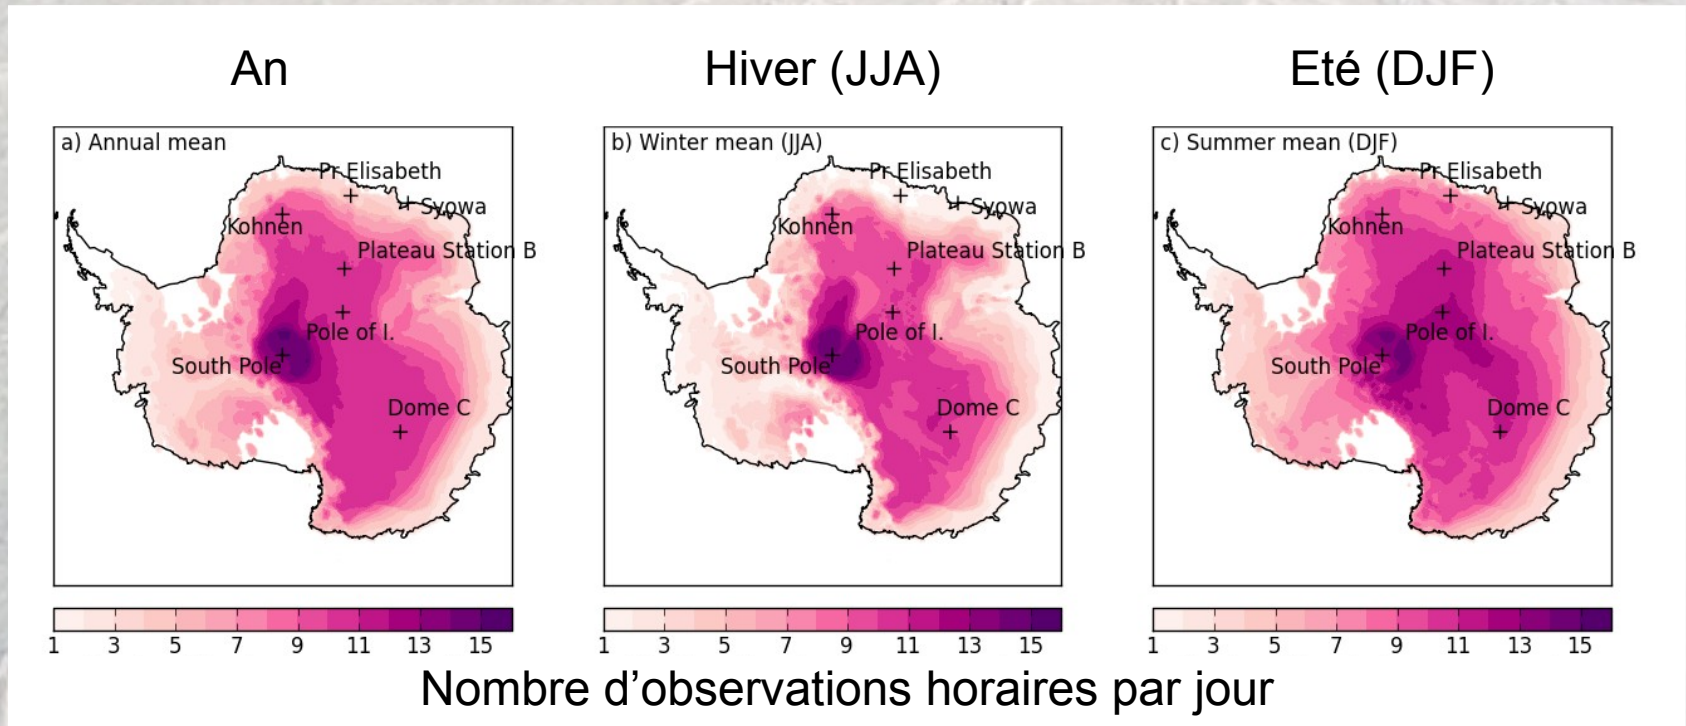 An
Hiver (JJA)
Eté (DJF)
a) Annual mean
Pr Elisabeth
Syowa
Kohnen
Plateau Station B
Pole of I.
South Pole
Dome C
1 3 5 7 9 11 13 15
b) Winter mean (JJA)
Pr Elisabeth
Syowa
Kohnen
Plateau Station B
Pole of I.
South Pole
Dome C
1 3 5 7 9 11 13 15
c) Summer mean (DJF)
Pr Elisabeth
Syowa
Kohnen
Plateau Station B
Pole of I.
South Pole
Dome C
1 3 5 7 9 11 13 15
Nombre d’observations horaires par jour